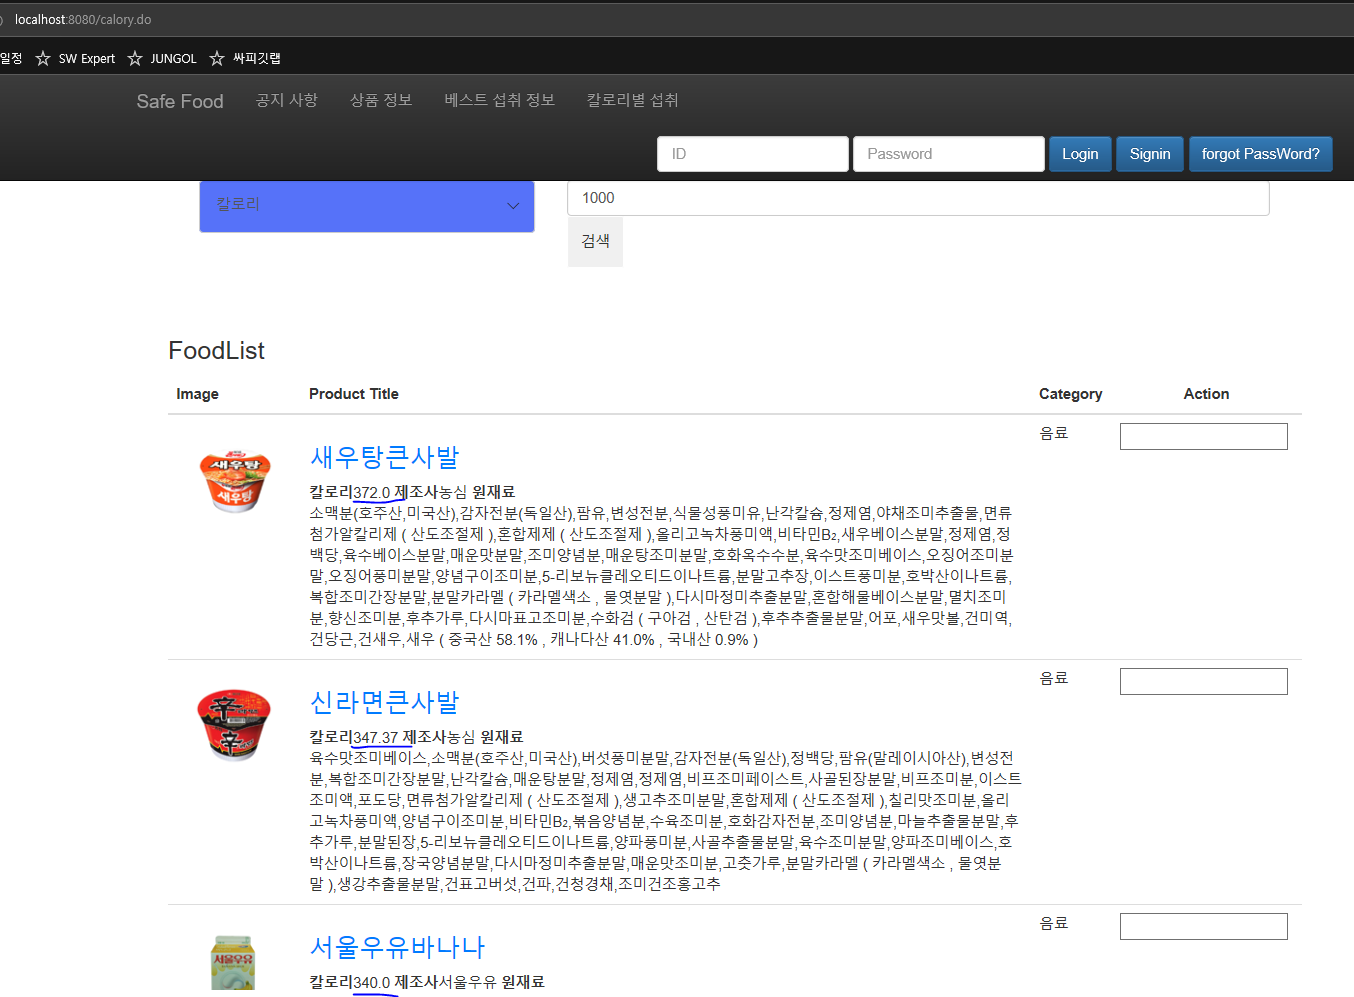 localhost:8080/calory.do
일정 SW Expert JUNGOL 싸피깃랩
Safe Food 공지 사항 상품 정보 베스트 섭취 정보 칼로리별 섭취
ID Password Login Signin forgot PassWord?
칼로리 1000
검색
FoodList
Image Product Title Category Action
음료
새우탕
새우탕
새우탕큰사발
칼로리372.0 제조사농심 원재료
소맥분(호주산,미국산),감자전분(독일산),팜유,변성전분,식물성풍미유,난각칼슘,정제염,야채조미추출물,면류
첨가알칼리제 ( 산도조절제 ),혼합제제 ( 산도조절제 ),올리고녹차풍미액,비타민B₂,새우베이스분말,정제염,정
백당,육수베이스분말,매운맛분말,조미양념분,매운탕조미분말,호화옥수수분,육수맛조미베이스,오징어조미분
말,오징어풍미분말,양념구이조미분,5-리보뉴클레오티드이나트륨,분말고추장,이스트풍미분,호박산이나트륨,
복합조미간장분말,분말카라멜 ( 카라멜색소 , 물엿분말 ),다시마정미추출분말,혼합해물베이스분말,멸치조미
분,향신조미분,후추가루,다시마표고조미분,수화검 ( 구아검 , 산탄검 ),후추추출물분말,어포,새우맛볼,건미역,
건당근,건새우,새우 ( 중국산 58.1% , 캐나다산 41.0% , 국내산 0.9% )
음료
辛
辛
신라면큰사발
칼로리347.37 제조사농심 원재료
육수맛조미베이스,소맥분(호주산,미국산),버섯풍미분말,감자전분(독일산),정백당,팜유(말레이시아산),변성전
분,복합조미간장분말,난각칼슘,매운탕분말,정제염,정제염,비프조미페이스트,사골된장분말,비프조미분,이스트
조미액,포도당,면류첨가알칼리제 ( 산도조절제 ),생고추조미분말,혼합제제 ( 산도조절제 ),칠리맛조미분,올리
고녹차풍미액,양념구이조미분,비타민B₂,볶음양념분,수육조미분,호화감자전분,조미양념분,마늘추출물분말,후
추가루,분말된장,5-리보뉴클레오티드이나트륨,양파풍미분,사골추출물분말,육수조미분말,양파조미베이스,호
박산이나트륨,장국양념분말,다시마정미추출분말,매운맛조미분,고춧가루,분말카라멜 ( 카라멜색소 , 물엿분
말 ),생강추출물분말,건표고버섯,건파,건청경채,조미건조홍고추
음료
서울우유
서울우유바나나
칼로리340.0 제조사서울우유 원재료